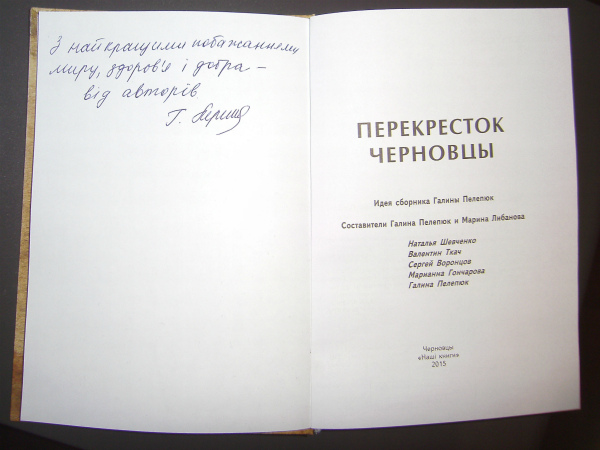 З найкращими побажаннями
миру, здоров'я і добра –
від авторів
Г.
ПЕРЕКРЕСТОК
ЧЕРНОВЦЫ
Идея сборника Галины Пелепюк
Составители Галина Пелепюк и Марина Либанова
Наталья Шевченко
Валентин Ткач
Сергей Воронцов
Марианна Гончарова
Галина Пелепюк
Черновцы
«Наші книги»
2015